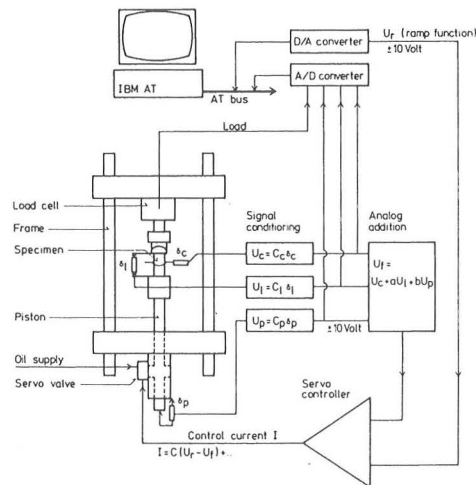 D/A converter
U_r (ramp function)
±10 Volt
A/D converter
IBM AT
AT bus
Load
Load cell
Frame
Specimen
δ_c
δ_l
Signal
conditioning
Analog
addition
U_c = C_c δ_c
U_l = C_l δ_l
U_p = C_p δ_p
U_f =
U_c + aU_l + bU_p
±10 Volt
Piston
Oil supply
Servo valve
δ_p
Servo
controller
Control current I
I = C(U_r - U_f) + ..